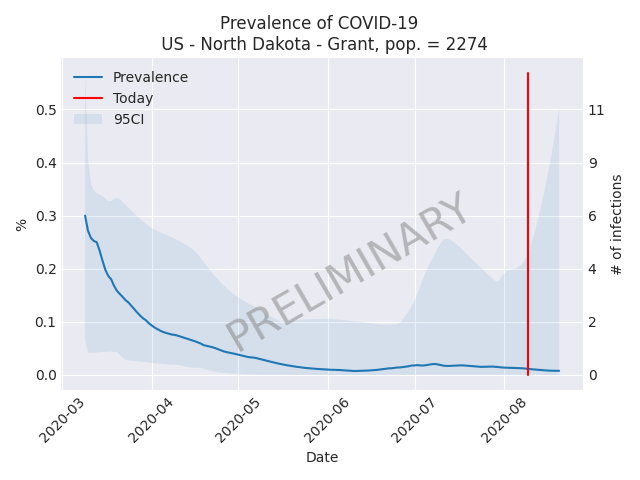 Prevalence of COVID-19
US - North Dakota - Grant, pop. = 2274
Prevalence
Today
95CI
PRELIMINARY
%
0.5
0.4
0.3
0.2
0.1
0.0
# of infections
11
9
6
4
2
0
2020-03
2020-04
2020-05
2020-06
2020-07
2020-08
Date